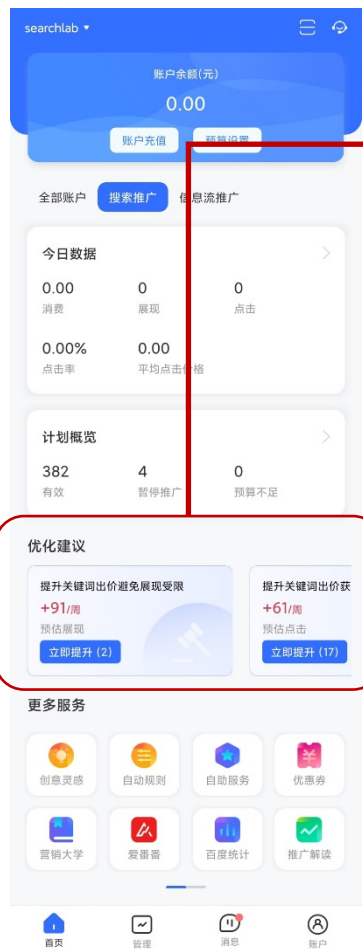 searchlab
账户余额(元)
0.00
账户充值 预算设置
全部账户 搜索推广 信息流推广
今日数据
0.00 0 0
消费 展现 点击
0.00% 0.00
点击率 平均点击价格
计划概览
382 4 0
有效 暂停推广 预算不足
优化建议
提升关键词出价避免展现受限 提升关键词出价获
+91/周 +61/周
预估展现 预估点击
立即提升 (2) 立即提升 (17)
更多服务
创意灵感 自动规则 自助服务 优惠券
营销大学 爱番番 百度统计 推广解读
首页 管理 消息 账户